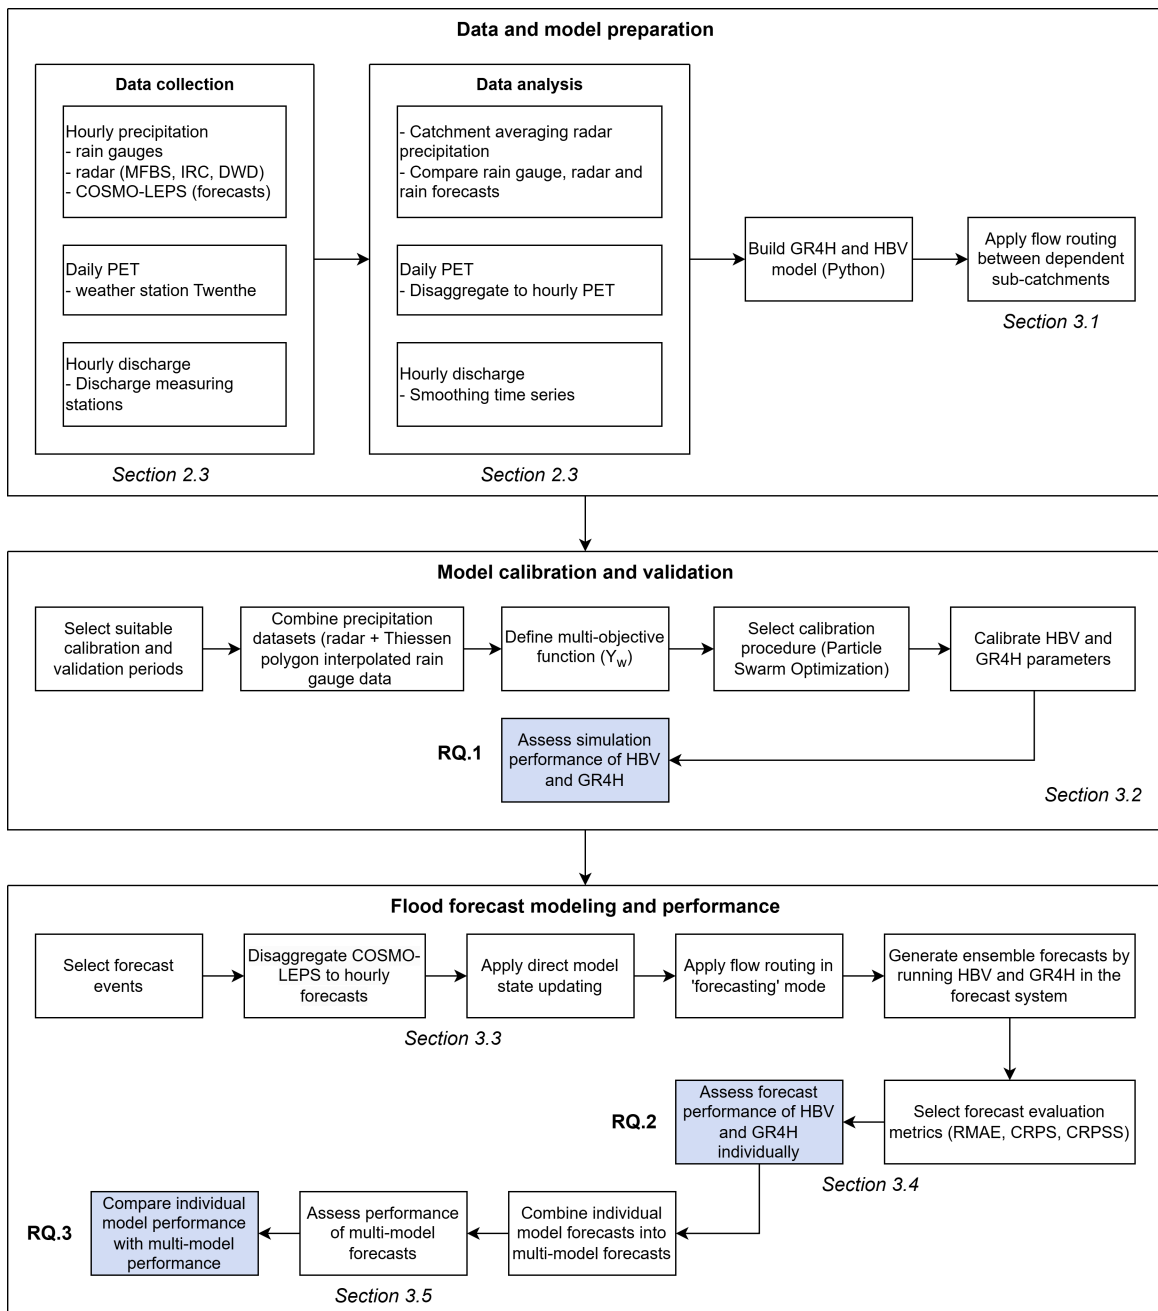 Data and model preparation
Data collection
Hourly precipitation
- rain gauges
- radar (MFBS, IRC, DWD)
- COSMO-LEPS (forecasts)
Daily PET
- weather station Twenthe
Hourly discharge
- Discharge measuring
stations
Section 2.3
Data analysis
- Catchment averaging radar
precipitation
- Compare rain gauge, radar and
rain forecasts
Daily PET
- Disaggregate to hourly PET
Hourly discharge
- Smoothing time series
Section 2.3
Build GR4H and HBV
model (Python)
Apply flow routing
between dependent
sub-catchments
Section 3.1
Model calibration and validation
Select suitable
calibration and
validation periods
Combine precipitation
datasets (radar + Thiessen
polygon interpolated rain
gauge data
Define multi-objective
function (Yw)
Select calibration
procedure (Particle
Swarm Optimization)
Calibrate HBV and
GR4H parameters
RQ.1
Assess simulation
performance of HBV
and GR4H
Section 3.2
Flood forecast modeling and performance
Select forecast
events
Disaggregate COSMO-
LEPS to hourly
forecasts
Apply direct model
state updating
Apply flow routing in
'forecasting' mode
Generate ensemble forecasts by
running HBV and GR4H in the
forecast system
Section 3.3
RQ.2
Assess forecast
performance of HBV
and GR4H
individually
Select forecast evaluation
metrics (RMAE, CRPS, CRPSS)
Section 3.4
RQ.3
Compare individual
model performance
with multi-model
performance
Assess performance
of multi-model
forecasts
Combine individual
model forecasts into
multi-model forecasts
Section 3.5